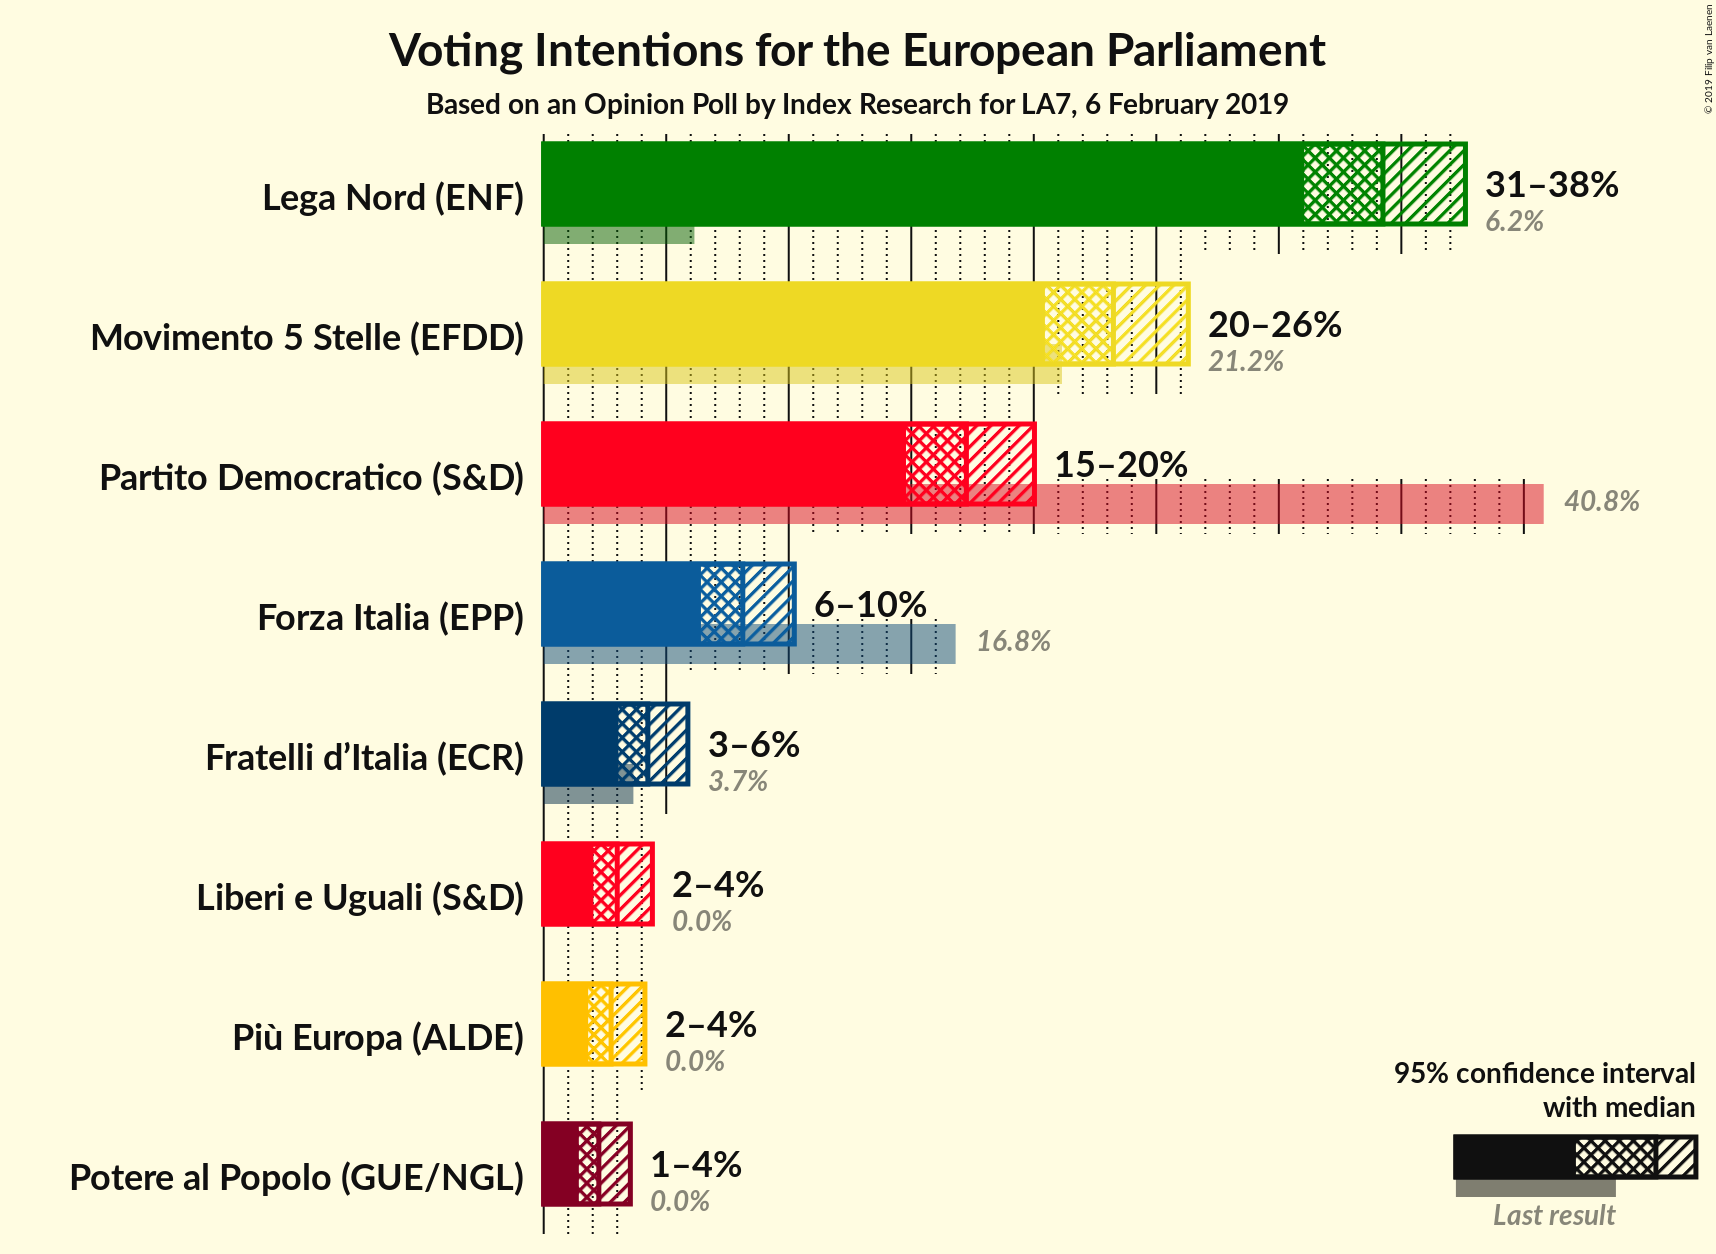 Voting Intentions for the European Parliament
Based on an Opinion Poll by Index Research for LA7, 6 February 2019
© 2019 Filip van Laenen
Lega Nord (ENF)
31–38%
6.2%
Movimento 5 Stelle (EFDD)
20–26%
21.2%
Partito Democratico (S&D)
15–20%
40.8%
Forza Italia (EPP)
6–10%
16.8%
Fratelli d’Italia (ECR)
3–6%
3.7%
Liberi e Uguali (S&D)
2–4%
0.0%
Più Europa (ALDE)
2–4%
0.0%
Potere al Popolo (GUE/NGL)
1–4%
0.0%
95% confidence interval
with median
Last result